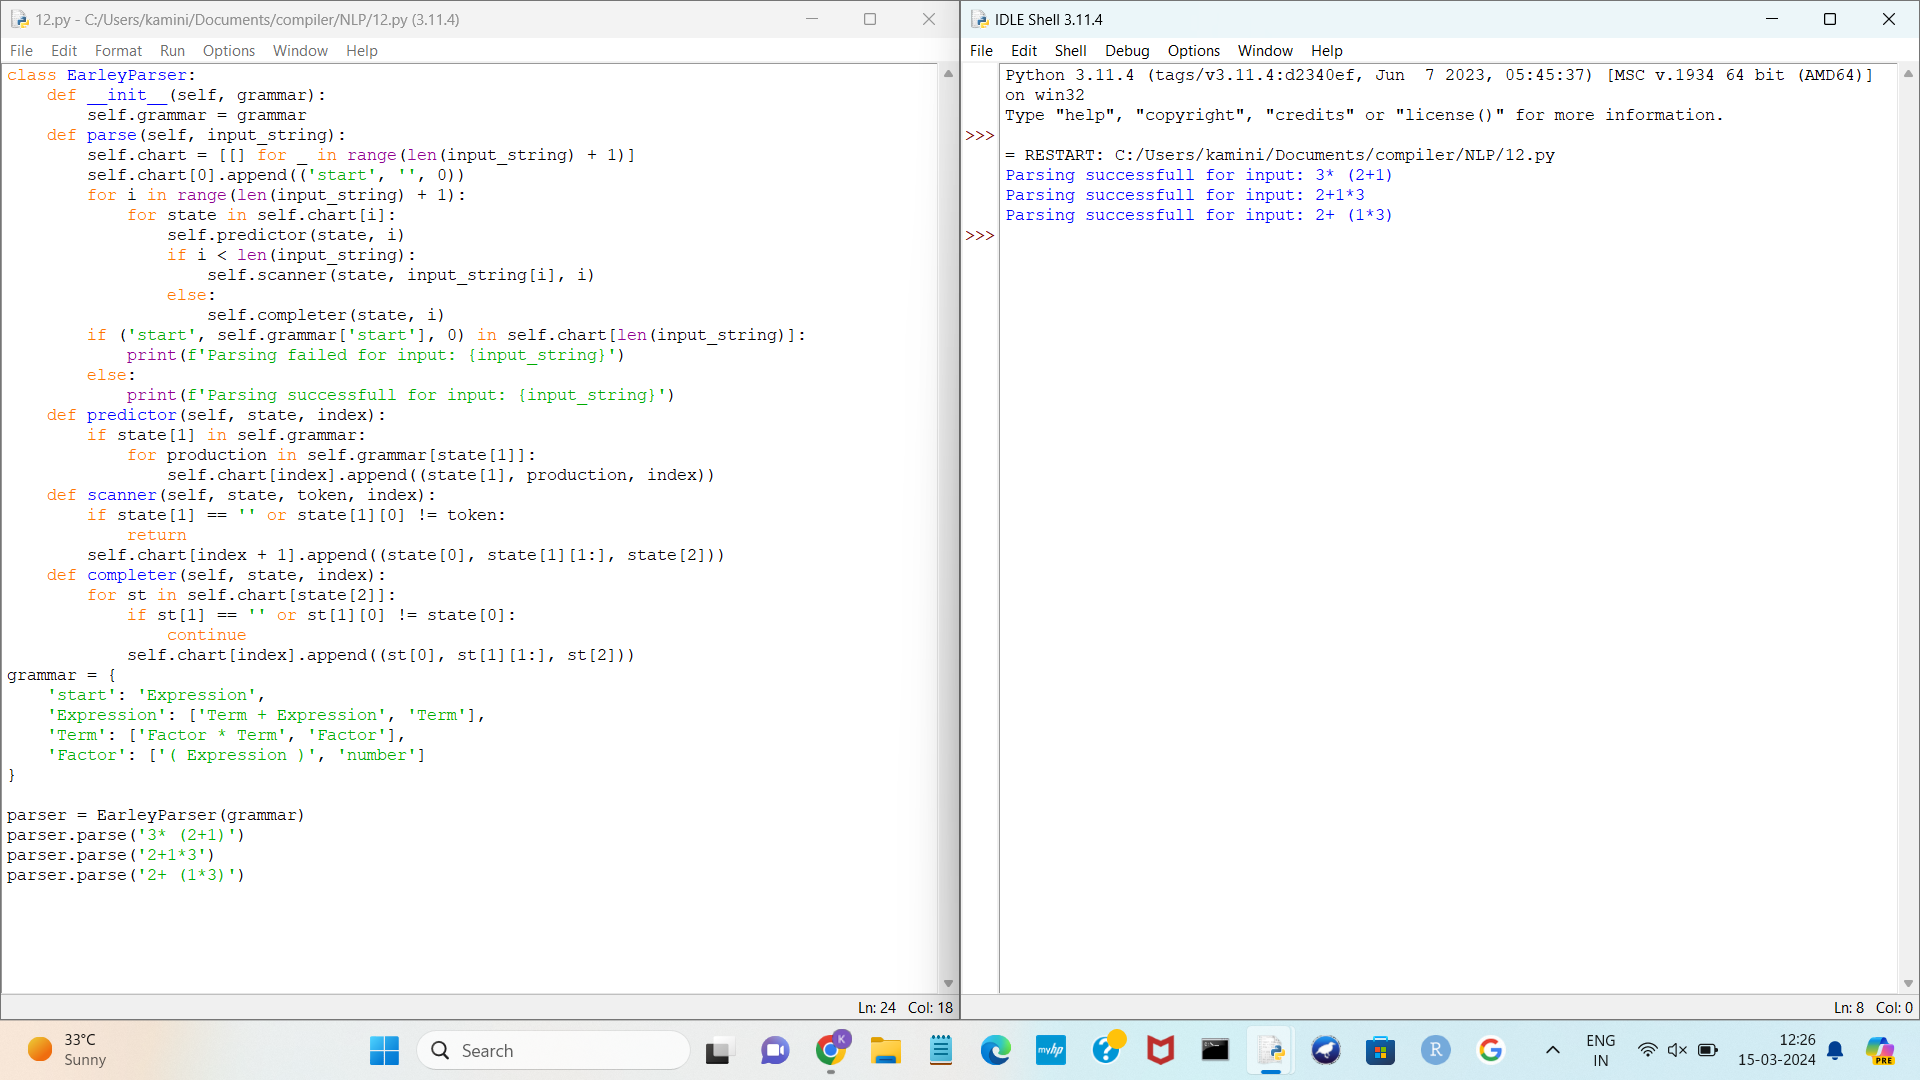 12.py - C:/Users/kamini/Documents/compiler/NLP/12.py (3.11.4)
File Edit Format Run Options Window Help
class EarleyParser:
    def __init__(self, grammar):
        self.grammar = grammar
    def parse(self, input_string):
        self.chart = [[] for _ in range(len(input_string) + 1)]
        self.chart[0].append(('start', '', 0))
        for i in range(len(input_string) + 1):
            for state in self.chart[i]:
                self.predictor(state, i)
                if i < len(input_string):
                    self.scanner(state, input_string[i], i)
                else:
                    self.completer(state, i)
        if ('start', self.grammar['start'], 0) in self.chart[len(input_string)]:
            print(f'Parsing failed for input: {input_string}')
        else:
            print(f'Parsing successfull for input: {input_string}')
    def predictor(self, state, index):
        if state[1] in self.grammar:
            for production in self.grammar[state[1]]:
                self.chart[index].append((state[1], production, index))
    def scanner(self, state, token, index):
        if state[1] == '' or state[1][0] != token:
            return
        self.chart[index + 1].append((state[0], state[1][1:], state[2]))
    def completer(self, state, index):
        for st in self.chart[state[2]]:
            if st[1] == '' or st[1][0] != state[0]:
                continue
            self.chart[index].append((st[0], st[1][1:], st[2]))
grammar = {
    'start': 'Expression',
    'Expression': ['Term + Expression', 'Term'],
    'Term': ['Factor * Term', 'Factor'],
    'Factor': ['( Expression )', 'number']
}
parser = EarleyParser(grammar)
parser.parse('3* (2+1)')
parser.parse('2+1*3')
parser.parse('2+ (1*3)')
Ln: 24 Col: 18
IDLE Shell 3.11.4
File Edit Shell Debug Options Window Help
Python 3.11.4 (tags/v3.11.4:d2340ef, Jun  7 2023, 05:45:37) [MSC v.1934 64 bit (AMD64)]
on win32
Type "help", "copyright", "credits" or "license()" for more information.
>>>
= RESTART: C:/Users/kamini/Documents/compiler/NLP/12.py
Parsing successfull for input: 3* (2+1)
Parsing successfull for input: 2+1*3
Parsing successfull for input: 2+ (1*3)
>>>
Ln: 8 Col: 0
33°C
Sunny
Search
K
myhp
?
R
G
ENG
IN
12:26
15-03-2024
PRE